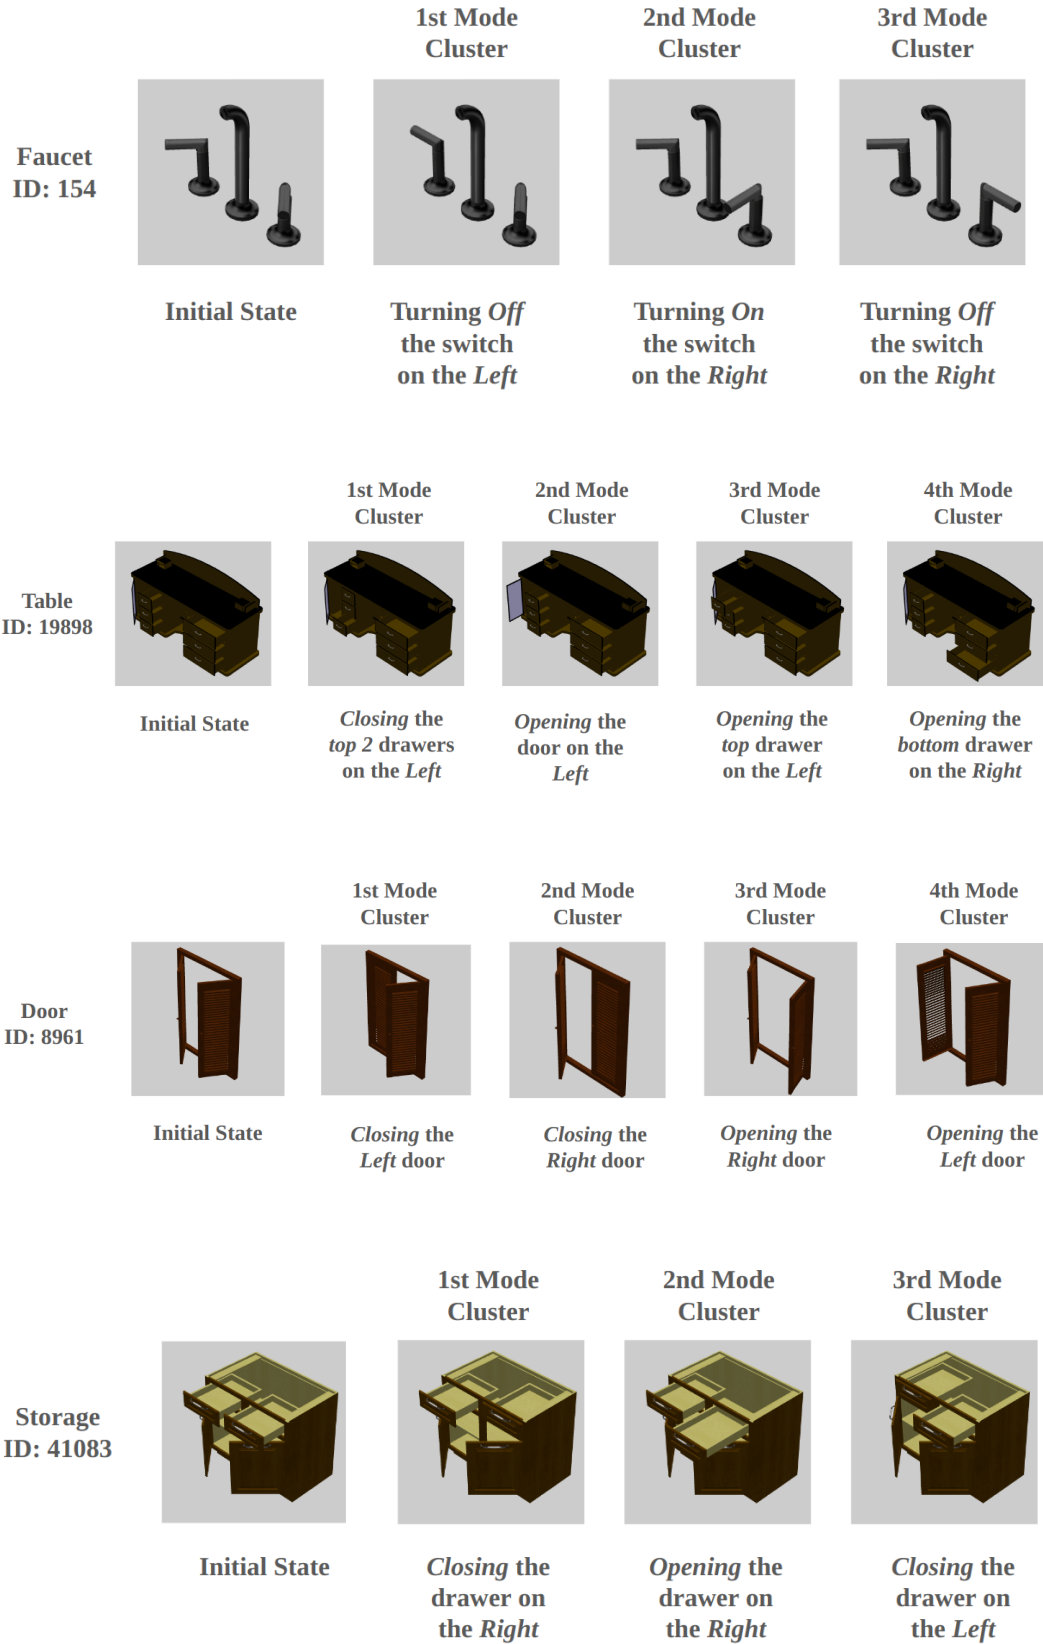 1st Mode
Cluster
2nd Mode
Cluster
3rd Mode
Cluster
Faucet
ID: 154
Initial State
Turning Off
the switch
on the Left
Turning On
the switch
on the Right
Turning Off
the switch
on the Right
1st Mode
Cluster
2nd Mode
Cluster
3rd Mode
Cluster
4th Mode
Cluster
Table
ID: 19898
Initial State
Closing the
top 2 drawers
on the Left
Opening the
door on the
Left
Opening the
top drawer
on the Left
Opening the
bottom drawer
on the Right
1st Mode
Cluster
2nd Mode
Cluster
3rd Mode
Cluster
4th Mode
Cluster
Door
ID: 8961
Initial State
Closing the
Left door
Closing the
Right door
Opening the
Right door
Opening the
Left door
1st Mode
Cluster
2nd Mode
Cluster
3rd Mode
Cluster
Storage
ID: 41083
Initial State
Closing the
drawer on
the Right
Opening the
drawer on
the Right
Closing the
drawer on
the Left